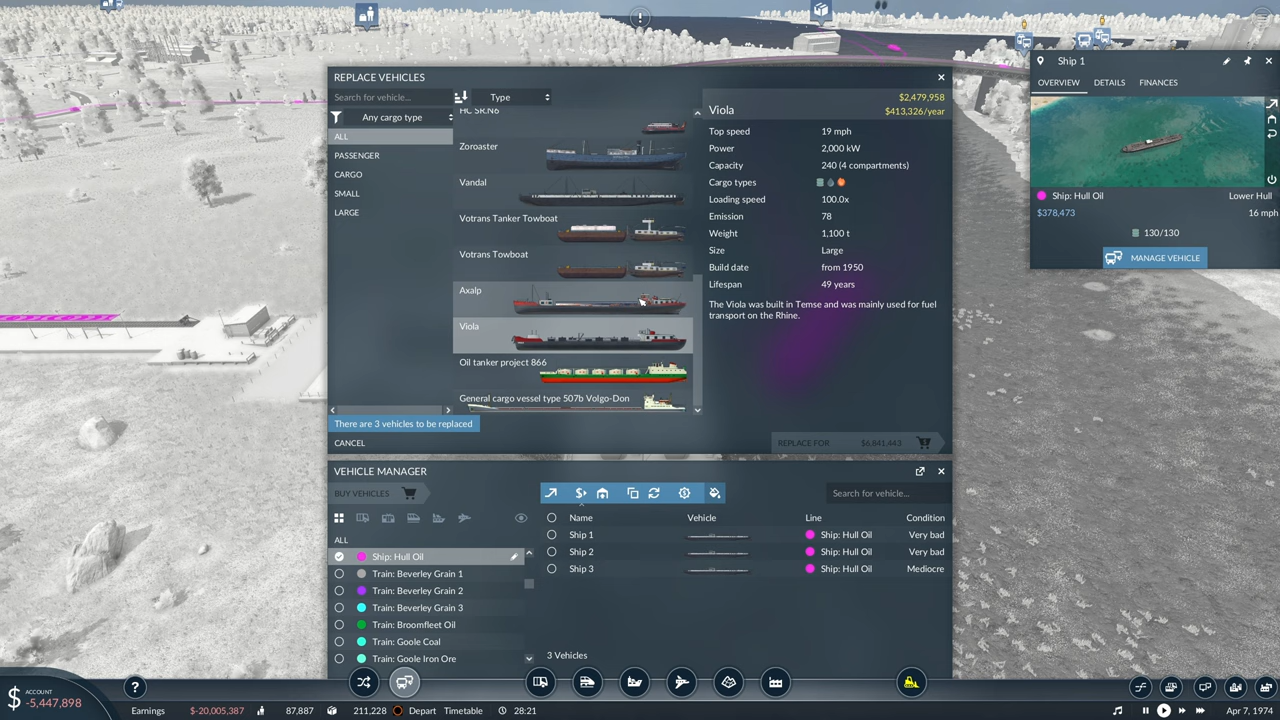 REPLACE VEHICLES
Search for vehicle...
Type
Any cargo type
ALL
PASSENGER
CARGO
SMALL
LARGE
There are 3 vehicles to be replaced
CANCEL
HC SR.N6
Zoroaster
Vandal
Votrans Tanker Towboat
Votrans Towboat
Axalp
Viola
Oil tanker project 866
General cargo vessel type 507b Volgo-Don
$2,479,958
Viola
$413,326/year
Top speed 19 mph
Power 2,000 kW
Capacity 240 (4 compartments)
Cargo types
Loading speed 100.0x
Emission 78
Weight 1,100 t
Size Large
Build date from 1950
Lifespan 49 years
The Viola was built in Temse and was mainly used for fuel
transport on the Rhine.
REPLACE FOR $6,841,443
Ship 1
OVERVIEW DETAILS FINANCES
Ship: Hull Oil Lower Hull
$378,473 16 mph
130/130
MANAGE VEHICLE
VEHICLE MANAGER
BUY VEHICLES
Search for vehicle...
ALL
Ship: Hull Oil
Train: Beverley Grain 1
Train: Beverley Grain 2
Train: Beverley Grain 3
Train: Broomfleet Oil
Train: Goole Coal
Train: Goole Iron Ore
Name Vehicle Line Condition
Ship 1 Ship: Hull Oil Very bad
Ship 2 Ship: Hull Oil Very bad
Ship 3 Ship: Hull Oil Mediocre
3 Vehicles
$ ACCOUNT
-5,447,898
?
Earnings $-20,005,387 87,887 211,228 Depart Timetable 28:21
Apr 7, 1974